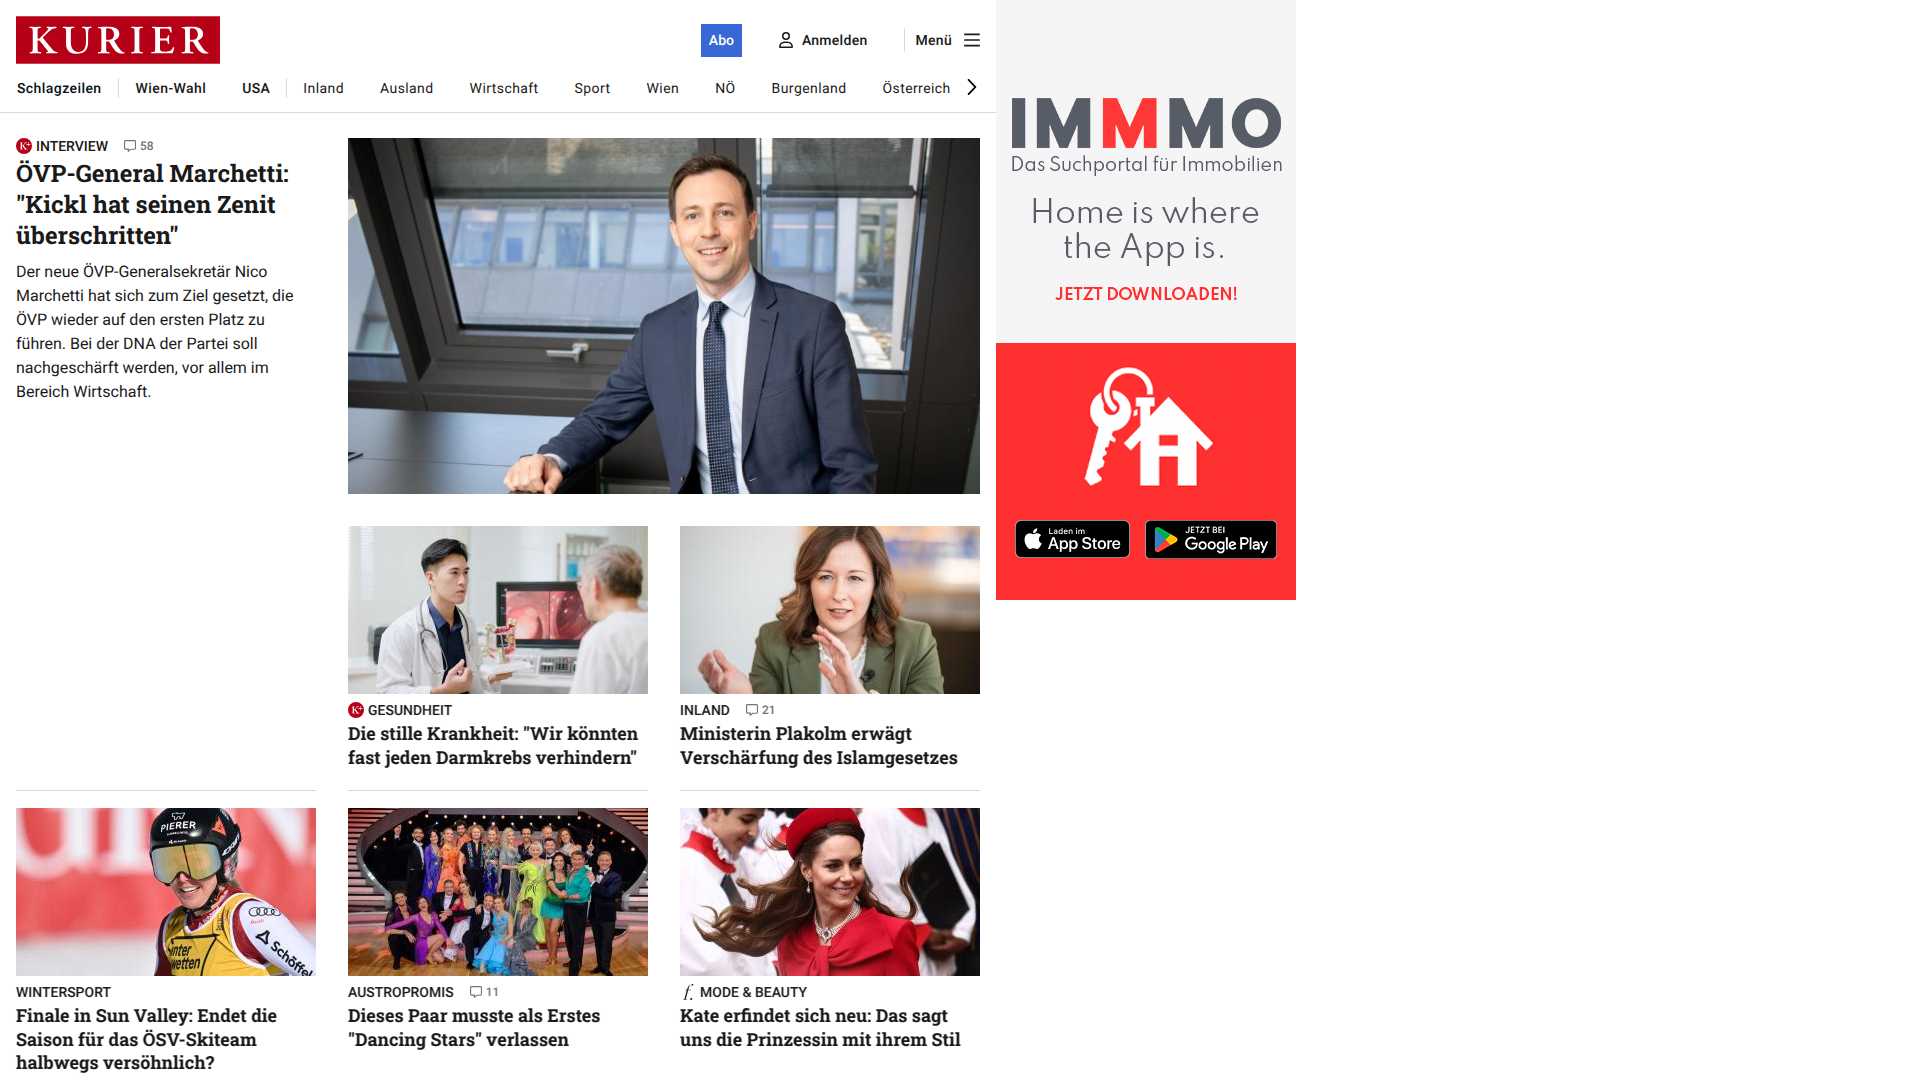 KURIER
Abo
Anmelden
Menü
Schlagzeilen
Wien-Wahl
USA
Inland
Ausland
Wirtschaft
Sport
Wien
NÖ
Burgenland
Österreich
K+ INTERVIEW 58
ÖVP-General Marchetti:
"Kickl hat seinen Zenit
überschritten"
Der neue ÖVP-Generalsekretär Nico
Marchetti hat sich zum Ziel gesetzt, die
ÖVP wieder auf den ersten Platz zu
führen. Bei der DNA der Partei soll
nachgeschärft werden, vor allem im
Bereich Wirtschaft.
K+ GESUNDHEIT
Die stille Krankheit: "Wir könnten
fast jeden Darmkrebs verhindern"
INLAND 21
Ministerin Plakolm erwägt
Verschärfung des Islamgesetzes
PIERER
Audi
inter
wetten
Schöffel
WINTERSPORT
Finale in Sun Valley: Endet die
Saison für das ÖSV-Skiteam
halbwegs versöhnlich?
AUSTROPROMIS 11
Dieses Paar musste als Erstes
"Dancing Stars" verlassen
f. MODE & BEAUTY
Kate erfindet sich neu: Das sagt
uns die Prinzessin mit ihrem Stil
IMMMO
Das Suchportal für Immobilien
Home is where
the App is.
JETZT DOWNLOADEN!
Laden im
App Store
JETZT BEI
Google Play